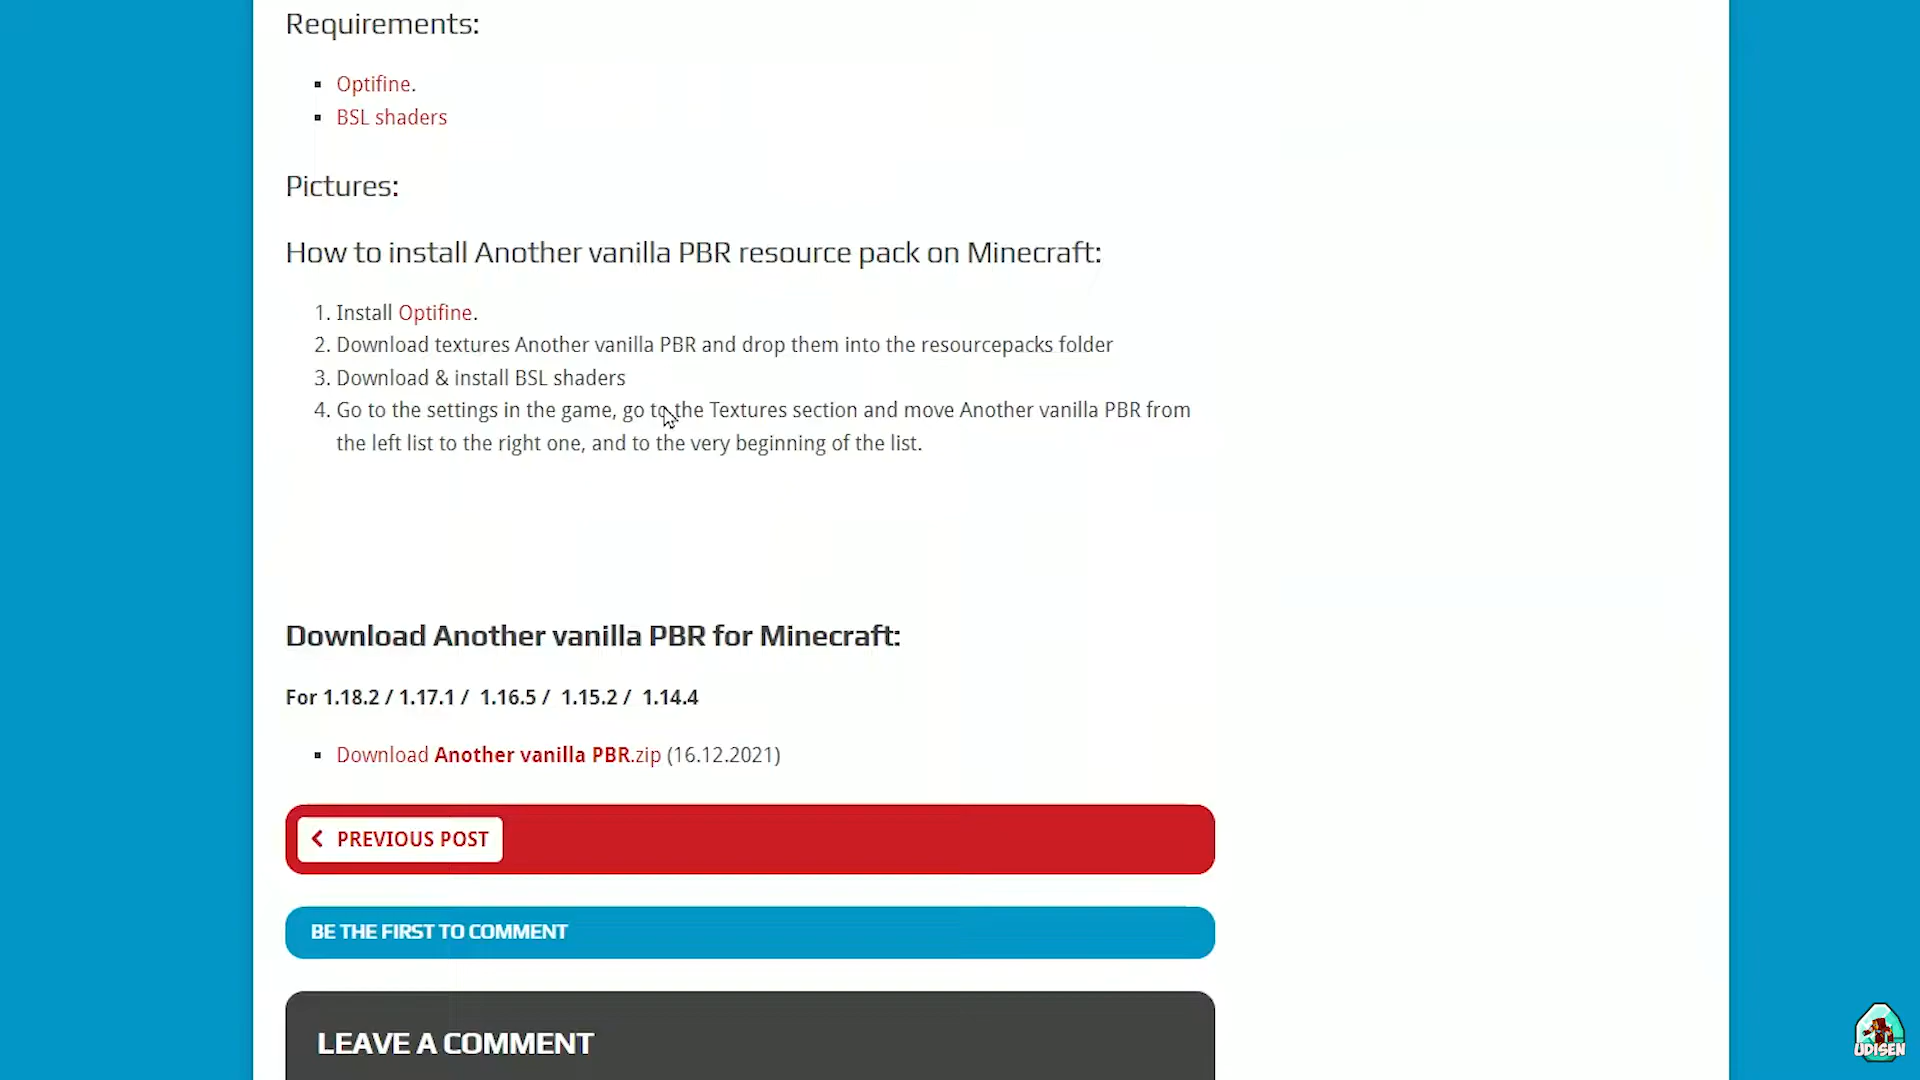 Requirements:
Optifine.
BSL shaders
Pictures:
How to install Another vanilla PBR resource pack on Minecraft:
1. Install Optifine.
2. Download textures Another vanilla PBR and drop them into the resourcepacks folder
3. Download & install BSL shaders
4. Go to the settings in the game, go to the Textures section and move Another vanilla PBR from
the left list to the right one, and to the very beginning of the list.
Download Another vanilla PBR for Minecraft:
For 1.18.2 / 1.17.1 / 1.16.5 / 1.15.2 / 1.14.4
Download Another vanilla PBR.zip (16.12.2021)
PREVIOUS POST
BE THE FIRST TO COMMENT
LEAVE A COMMENT
UDISEN